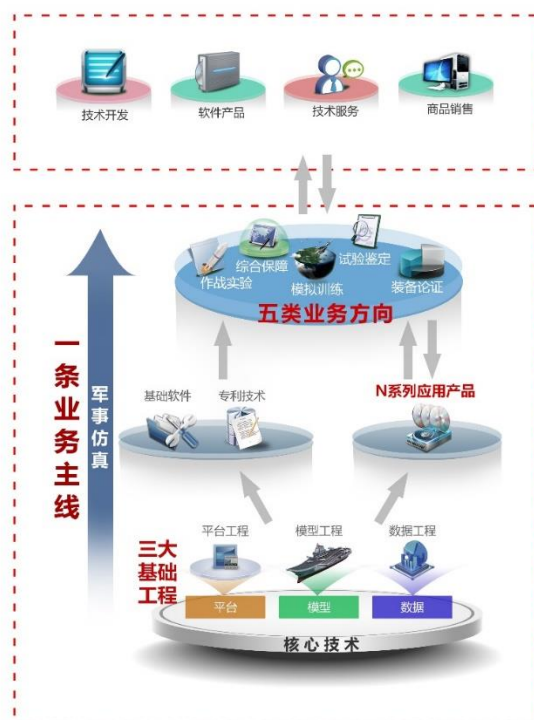 技术开发
软件产品
技术服务
商品销售
作战实验
综合保障
模拟训练
试验鉴定
装备论证
五类业务方向
一条业务主线
军事仿真
基础软件
专利技术
N系列应用产品
三大
基础
工程
平台工程
模型工程
数据工程
平台
模型
数据
核心技术